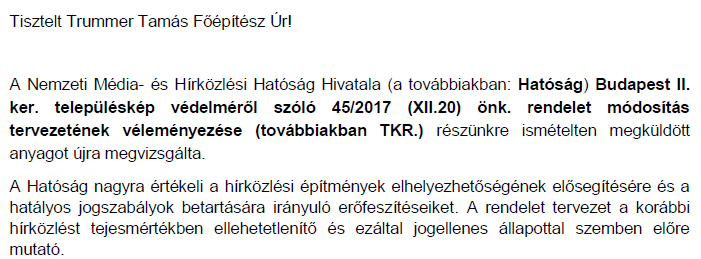 Tisztelt Trummer Tamás Főépítész Úr!
A Nemzeti Média- és Hírközlési Hatóság Hivatala (a továbbiakban: Hatóság) Budapest II.
ker. településkép védelméről szóló 45/2017 (XII.20) önk. rendelet módosítás
tervezetének véleményezése (továbbiakban TKR.) részünkre ismételten megküldött
anyagot újra megvizsgálta.
A Hatóság nagyra értékeli a hírközlési építmények elhelyezhetőségének elősegítésére és a
hatályos jogszabályok betartására irányuló erőfeszítéseiket. A rendelet tervezet a korábbi
hírközlést tejesmértékben ellehetetlenítő és ezáltal jogellenes állapottal szemben előre
mutató.